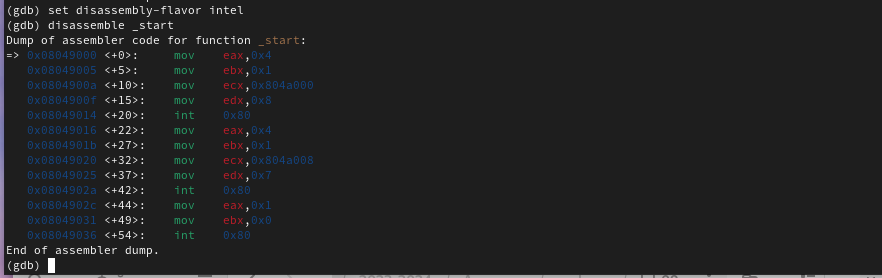 (gdb) set disassembly-flavor intel
(gdb) disassemble _start
Dump of assembler code for function _start:
=> 0x08049000 <+0>:     mov    eax,0x4
   0x08049005 <+5>:     mov    ebx,0x1
   0x0804900a <+10>:    mov    ecx,0x804a000
   0x0804900f <+15>:    mov    edx,0x8
   0x08049014 <+20>:    int    0x80
   0x08049016 <+22>:    mov    eax,0x4
   0x0804901b <+27>:    mov    ebx,0x1
   0x08049020 <+32>:    mov    ecx,0x804a008
   0x08049025 <+37>:    mov    edx,0x7
   0x0804902a <+42>:    int    0x80
   0x0804902c <+44>:    mov    eax,0x1
   0x08049031 <+49>:    mov    ebx,0x0
   0x08049036 <+54>:    int    0x80
End of assembler dump.
(gdb)